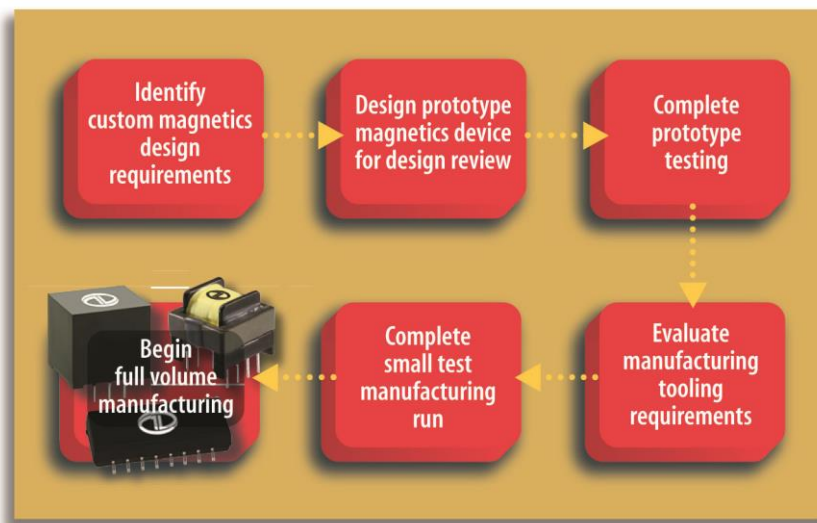 Identify
custom magnetics
design
requirements
Design prototype
magnetics device
for design review
Complete
prototype
testing
Evaluate
manufacturing
tooling
requirements
Complete
small test
manufacturing
run
Begin
full volume
manufacturing